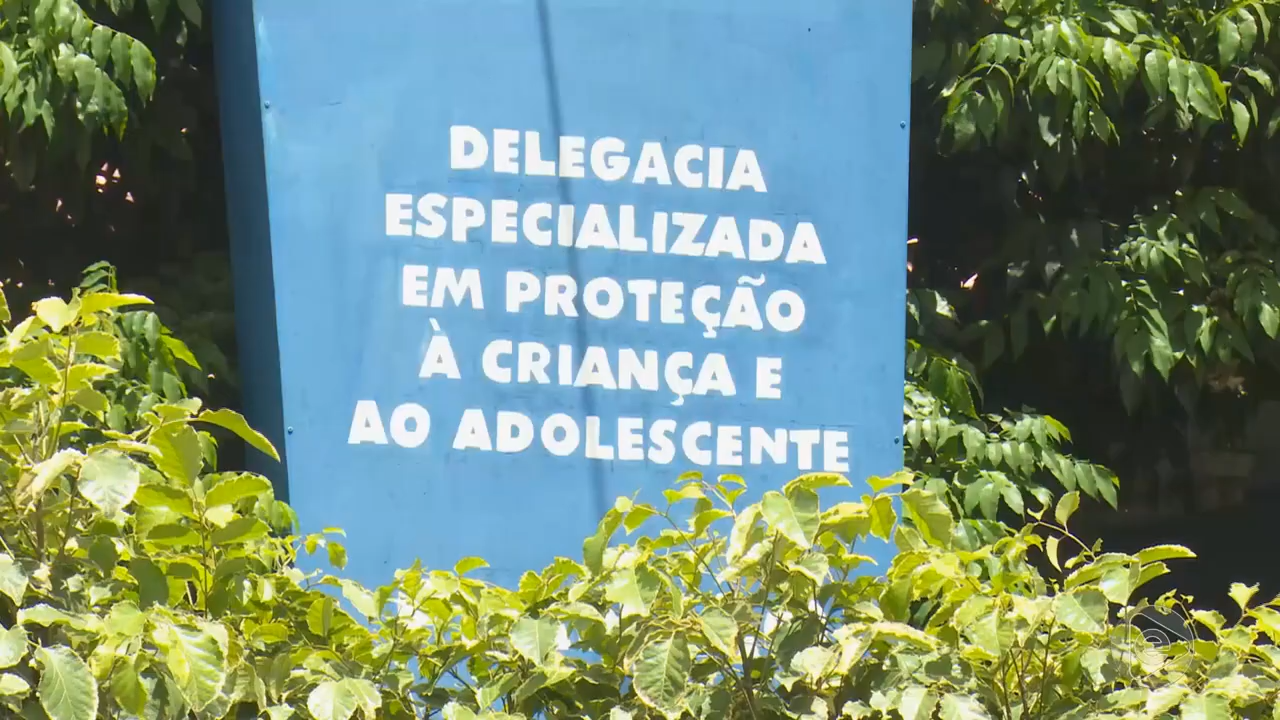 DELEGACIA
ESPECIALIZADA
EM PROTEÇÃO
À CRIANÇA E
AO ADOLESCENTE